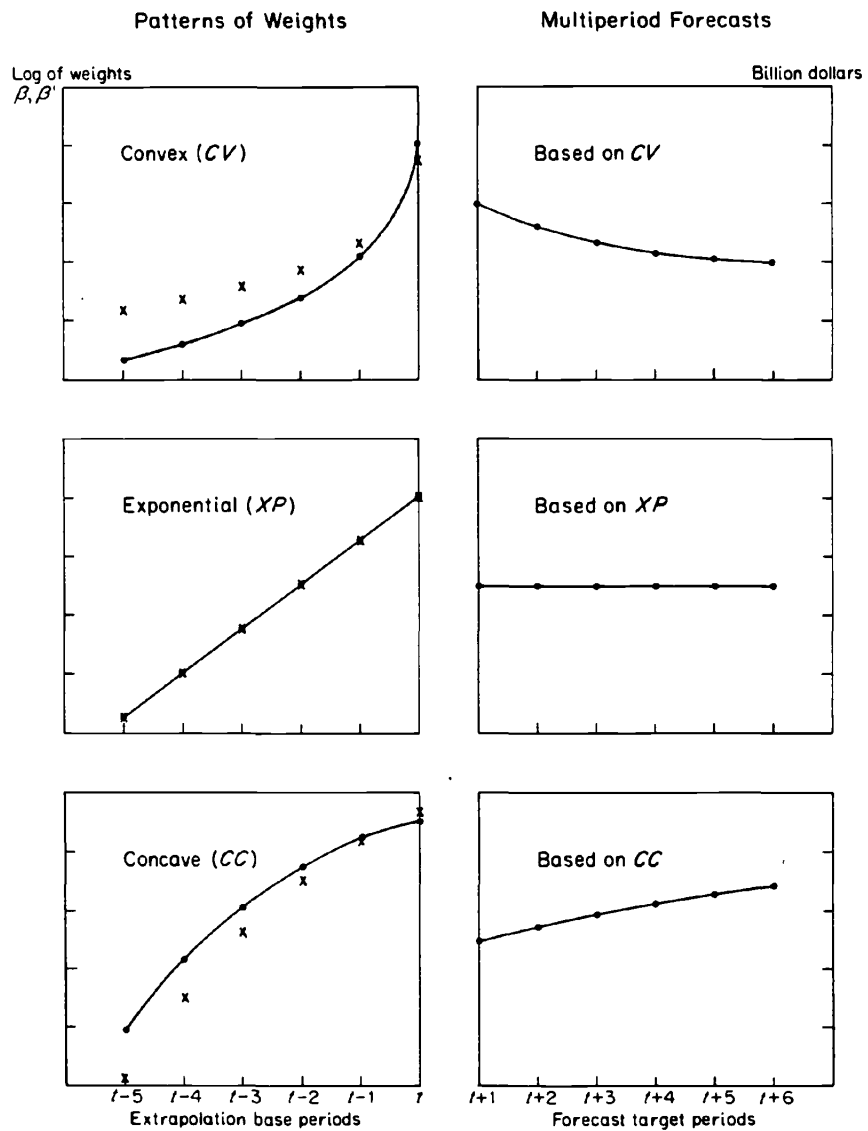 Patterns of Weights
Multiperiod Forecasts
Log of weights
β, β'
Billion dollars
Convex (CV)
Based on CV
Exponential (XP)
Based on XP
Concave (CC)
Based on CC
t-5 t-4 t-3 t-2 t-1 t
Extrapolation base periods
t+1 t+2 t+3 t+4 t+5 t+6
Forecast target periods